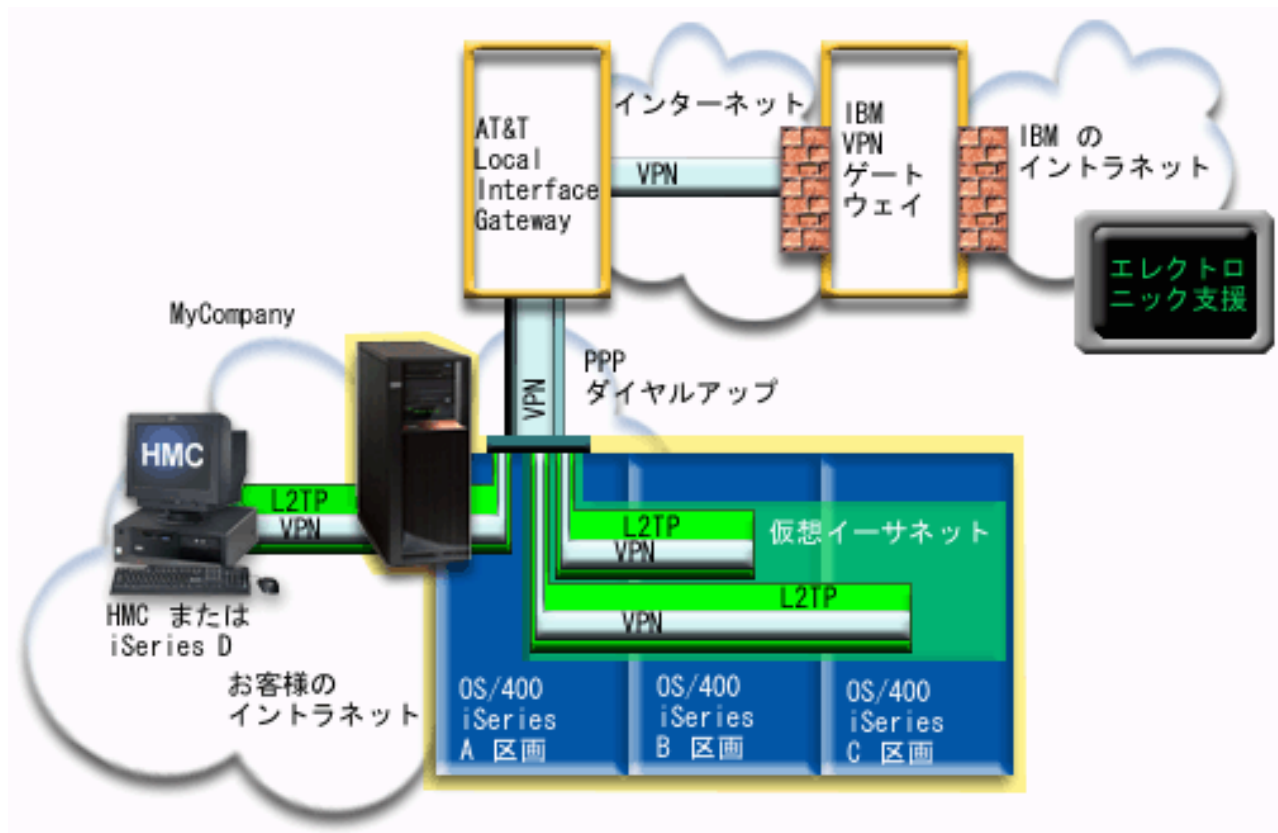 AT&T
Local
Interface
Gateway
インターネット
VPN
IBM
VPN
ゲート
ウェイ
IBM の
イントラネット
エレクトロ
ニック支援
MyCompany
PPP
ダイヤルアップ
VPN
HMC
L2TP
VPN
L2TP
VPN
仮想イーサネット
L2TP
VPN
HMC または
iSeries D
お客様の
イントラネット
OS/400
iSeries
A 区画
OS/400
iSeries
B 区画
OS/400
iSeries
C 区画